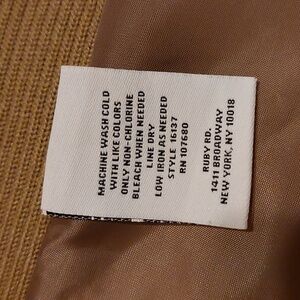 MACHINE WASH COLD
WITH LIKE COLORS
ONLY NON-CHLORINE
BLEACH WHEN NEEDED
LINE DRY
LOW IRON AS NEEDED
STYLE 16137
RN 107680
RUBY RD.
1411 BROADWAY
NEW YORK, NY 10018